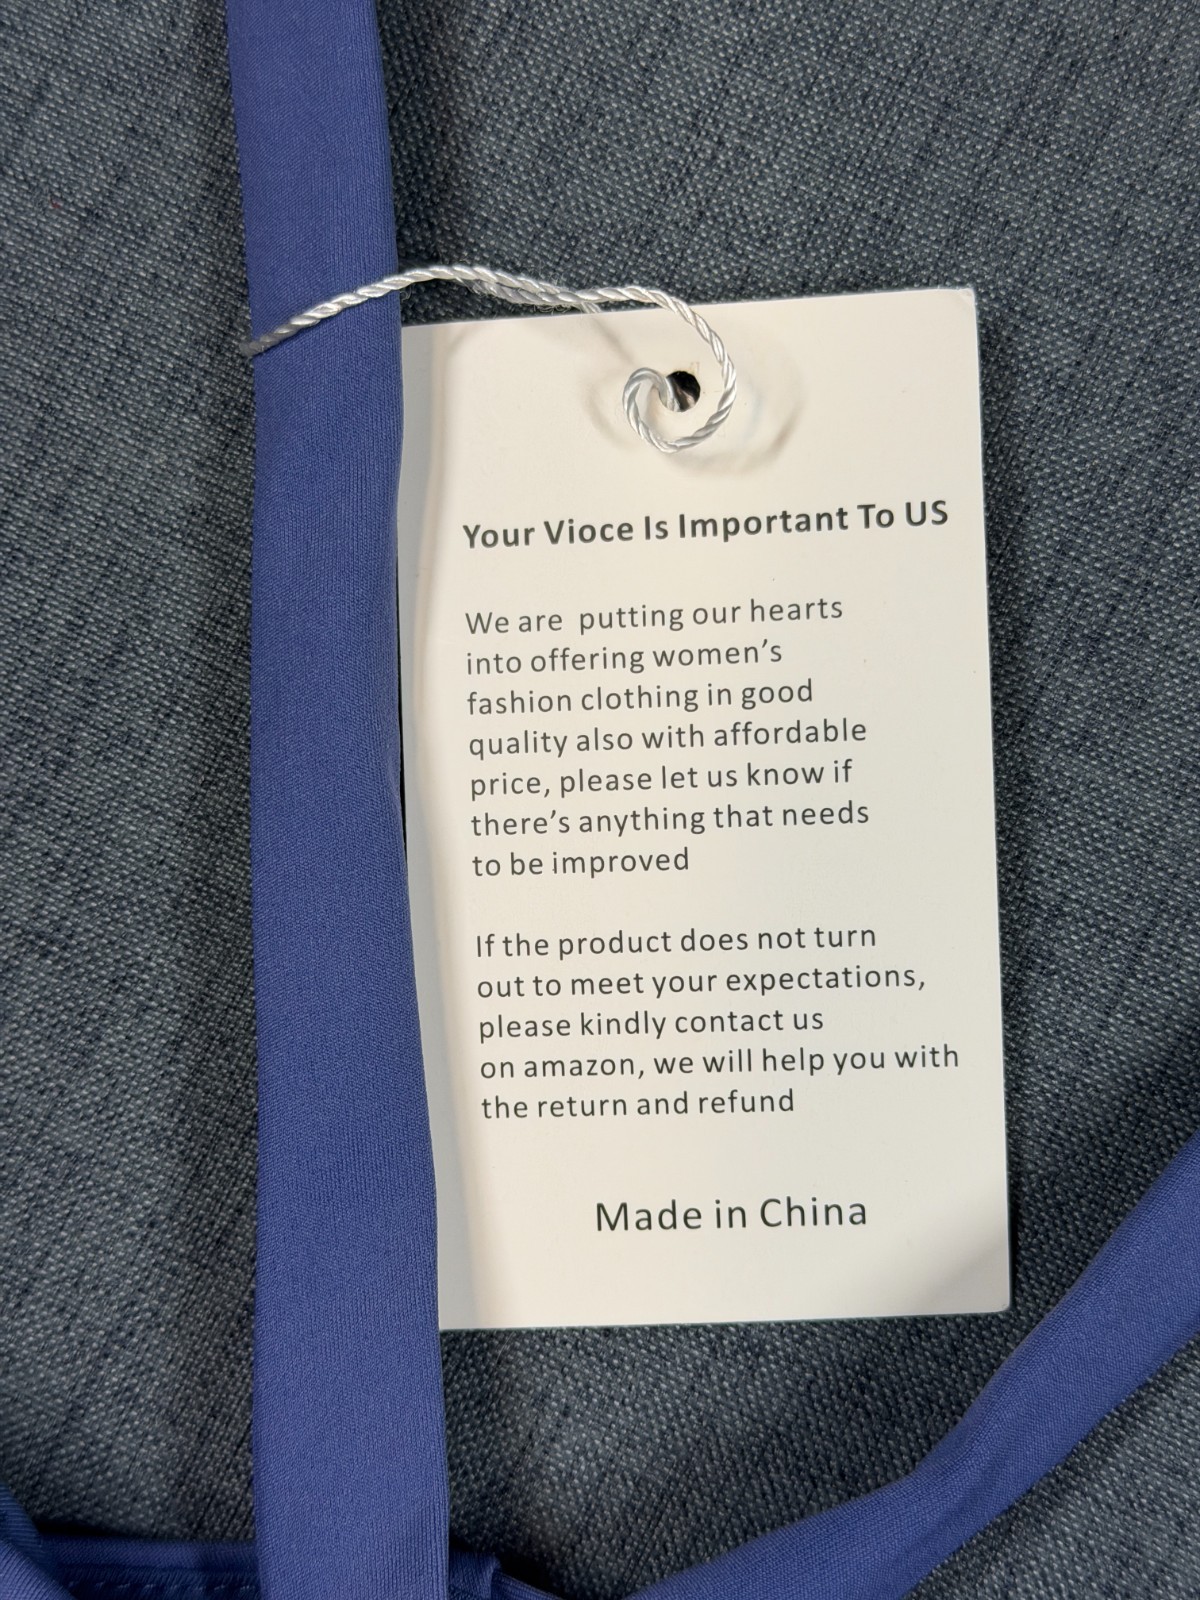 Your Vioce Is Important To US
We are putting our hearts
into offering women's
fashion clothing in good
quality also with affordable
price, please let us know if
there's anything that needs
to be improved
If the product does not turn
out to meet your expectations,
please kindly contact us
on amazon, we will help you with
the return and refund
Made in China